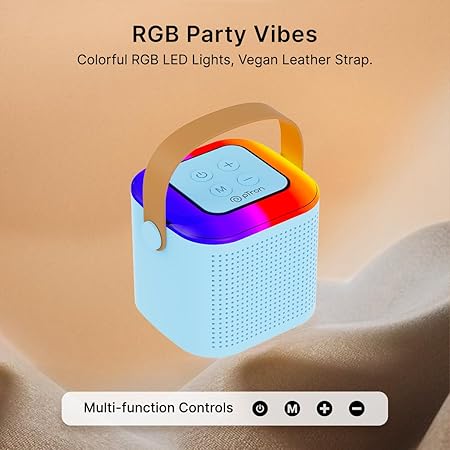 RGB Party Vibes
Colorful RGB LED Lights, Vegan Leather Strap.
M
pTron
Multi-function Controls M